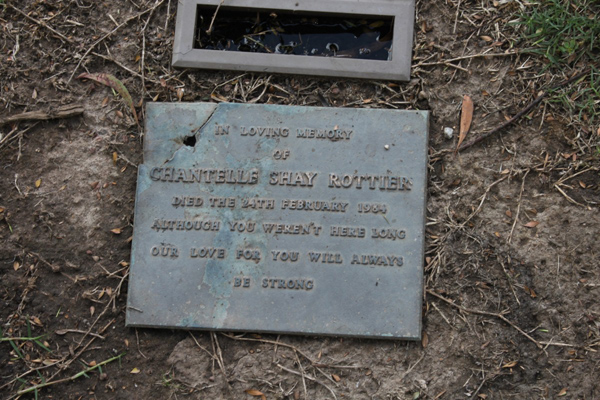 IN LOVING MEMORY
OF
CHANTELLE SHAY ROTTIER
DIED THE 24TH FEBRUARY 1984
ALTHOUGH YOU WEREN'T HERE LONG
OUR LOVE FOR YOU WILL ALWAYS
BE STRONG